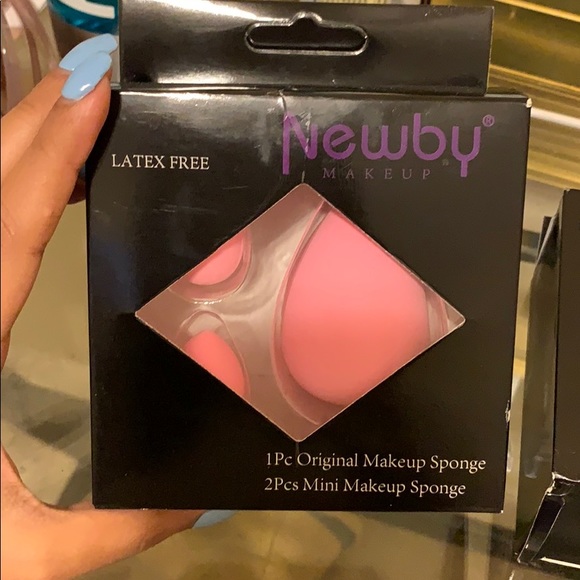 LATEX FREE
Newby®
MAKEUP
1Pc Original Makeup Sponge
2Pcs Mini Makeup Sponge